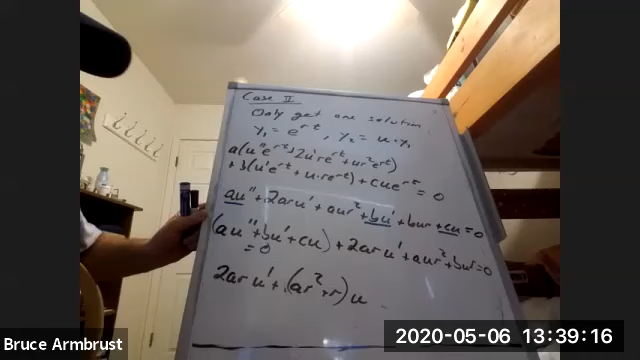 Case II
Only get one solution
y₁ = e^{rt}, y₂ = u·y₁
a(u''e^{rt}+2u're^{rt}+ur²e^{rt})
+b(u'e^{rt}+u·re^{rt})+cue^{rt}=0
au''+2aru'+aur²+bu'+bur+cu=0
(au''+bu'+cu)+2aru'+aur²+bur=0
=0
2aru'+(ar²+r)u
Bruce Armbrust
2020-05-06 13:39:16